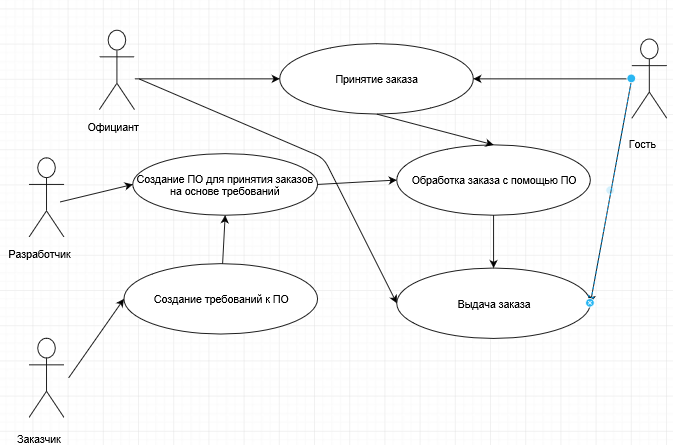 Принятие заказа
Официант
Гость
Создание ПО для принятия заказов
на основе требований
Обработка заказа с помощью ПО
Разработчик
Создание требований к ПО
Выдача заказа
Заказчик